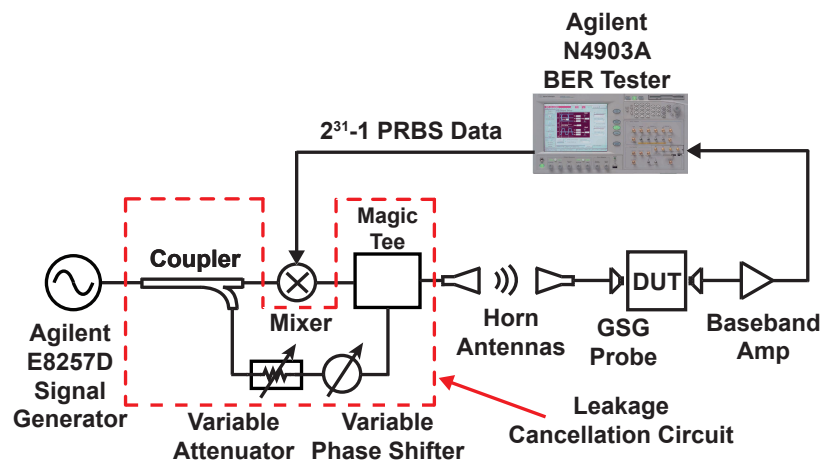 Agilent
N4903A
BER Tester
2³¹-1 PRBS Data
Magic
Tee
Coupler
DUT
Mixer
Agilent
E8257D
Signal
Generator
Horn
Antennas
GSG
Probe
Baseband
Amp
Variable
Attenuator
Variable
Phase Shifter
Leakage
Cancellation Circuit